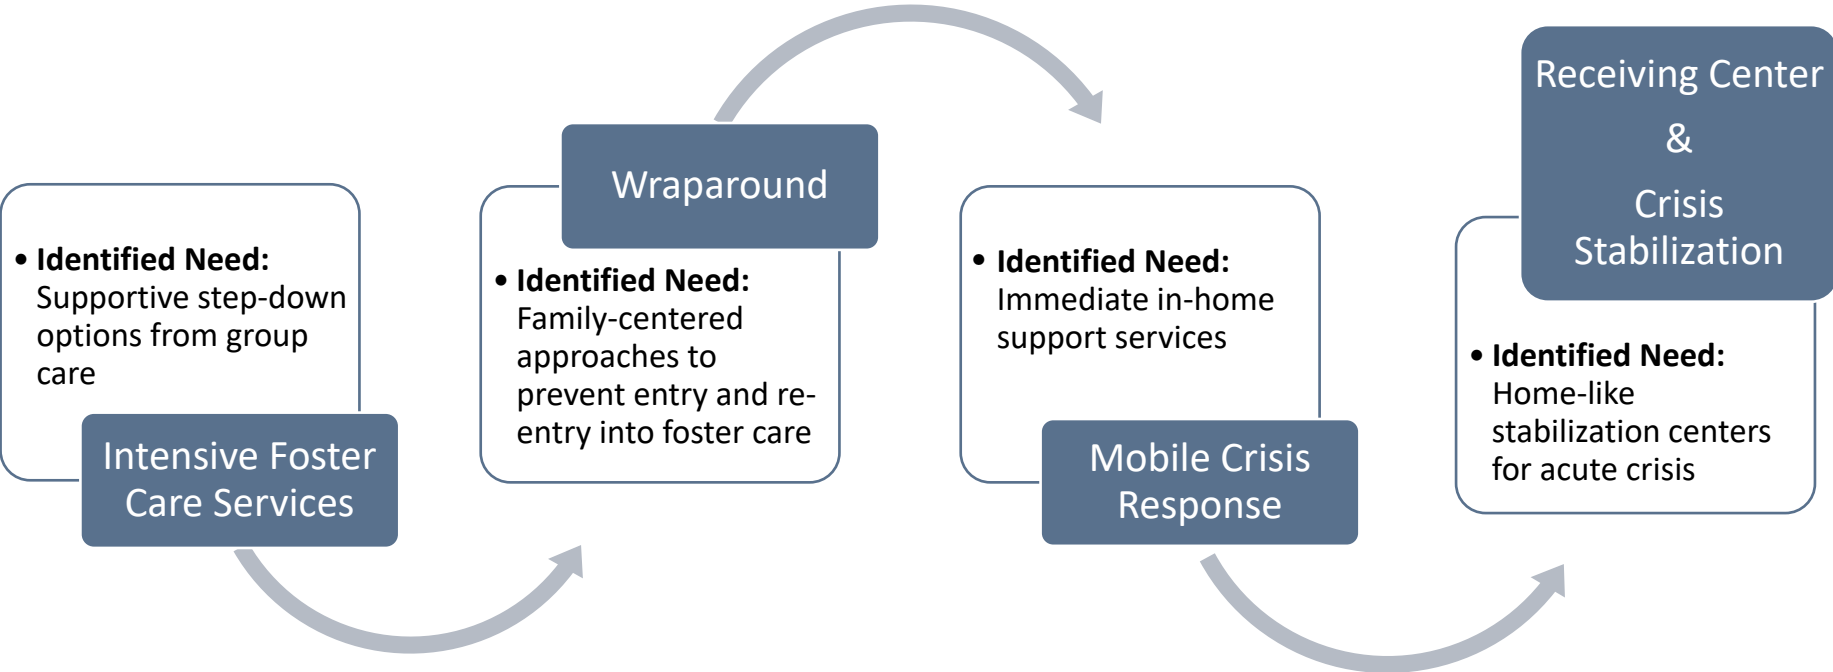 • Identified Need:
Supportive step-down
options from group
care
Intensive Foster
Care Services
Wraparound
• Identified Need:
Family-centered
approaches to
prevent entry and re-
entry into foster care
• Identified Need:
Immediate in-home
support services
Mobile Crisis
Response
Receiving Center
&
Crisis
Stabilization
• Identified Need:
Home-like
stabilization centers
for acute crisis